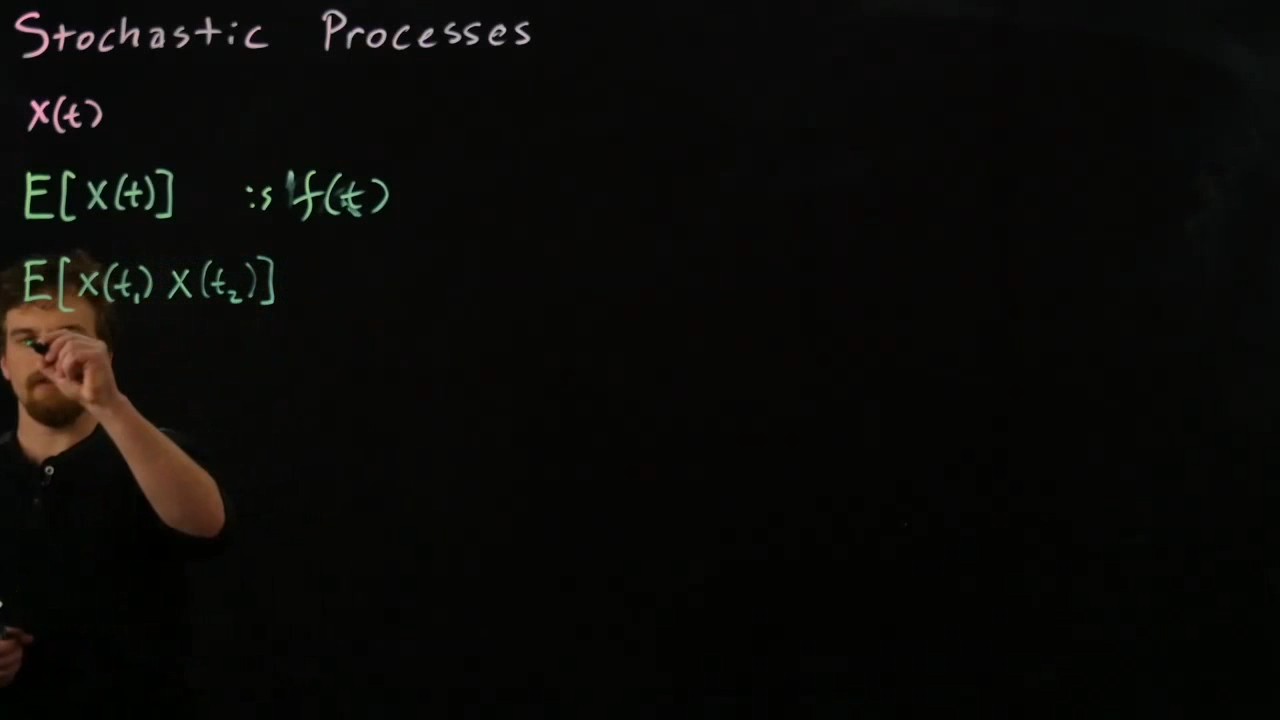 Stochastic Processes
X(t)
E[X(t)] is f(t)
E[X(t₁) X(t₂)]